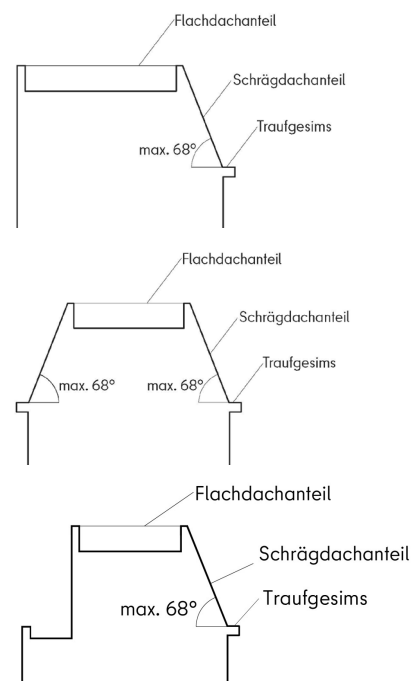 Flachdachanteil
Schrägdachanteil
Traufgesims
max. 68°
Flachdachanteil
Schrägdachanteil
Traufgesims
max. 68° max. 68°
Flachdachanteil
Schrägdachanteil
Traufgesims
max. 68°